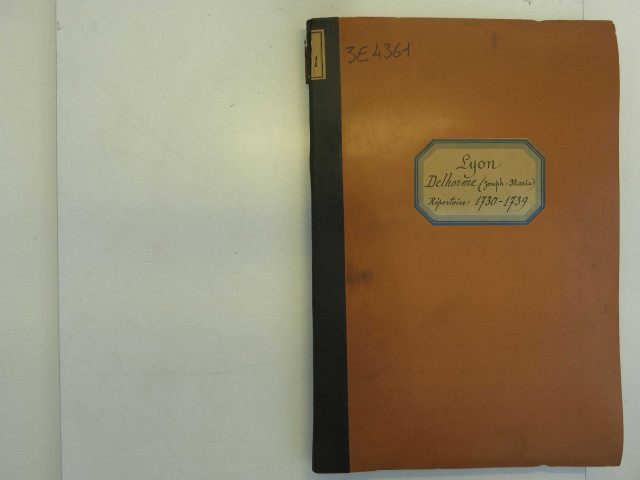 1
3E4361
Lyon
Delhorme (Joseph-Marie)
Répertoire 1730-1739